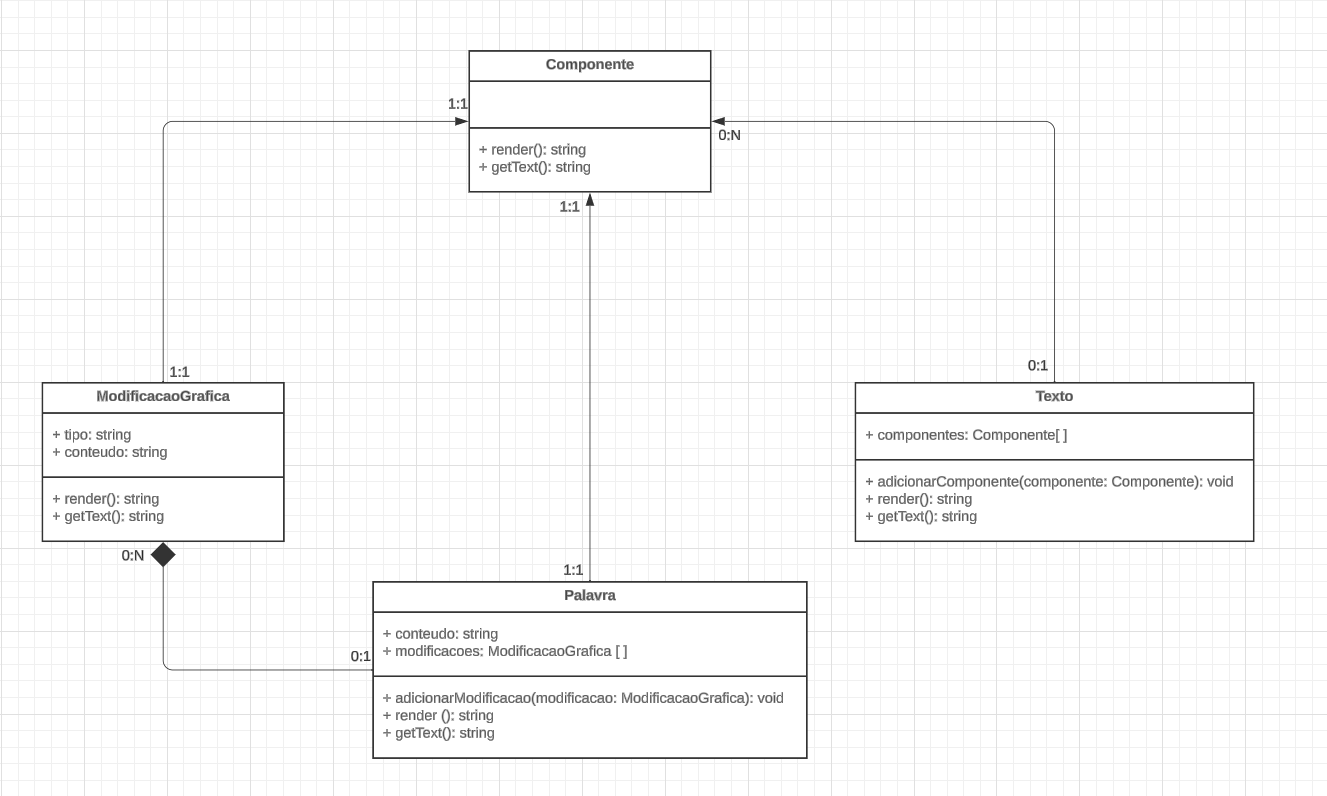 Componente
1:1
0:N
+ render(): string
+ getText(): string
1:1
1:1
ModificacaoGrafica
+ tipo: string
+ conteudo: string
+ render(): string
+ getText(): string
0:N
0:1
Texto
+ componentes: Componente[ ]
+ adicionarComponente(componente: Componente): void
+ render(): string
+ getText(): string
1:1
Palavra
0:1
+ conteudo: string
+ modificacoes: ModificacaoGrafica [ ]
+ adicionarModificacao(modificacao: ModificacaoGrafica): void
+ render (): string
+ getText(): string